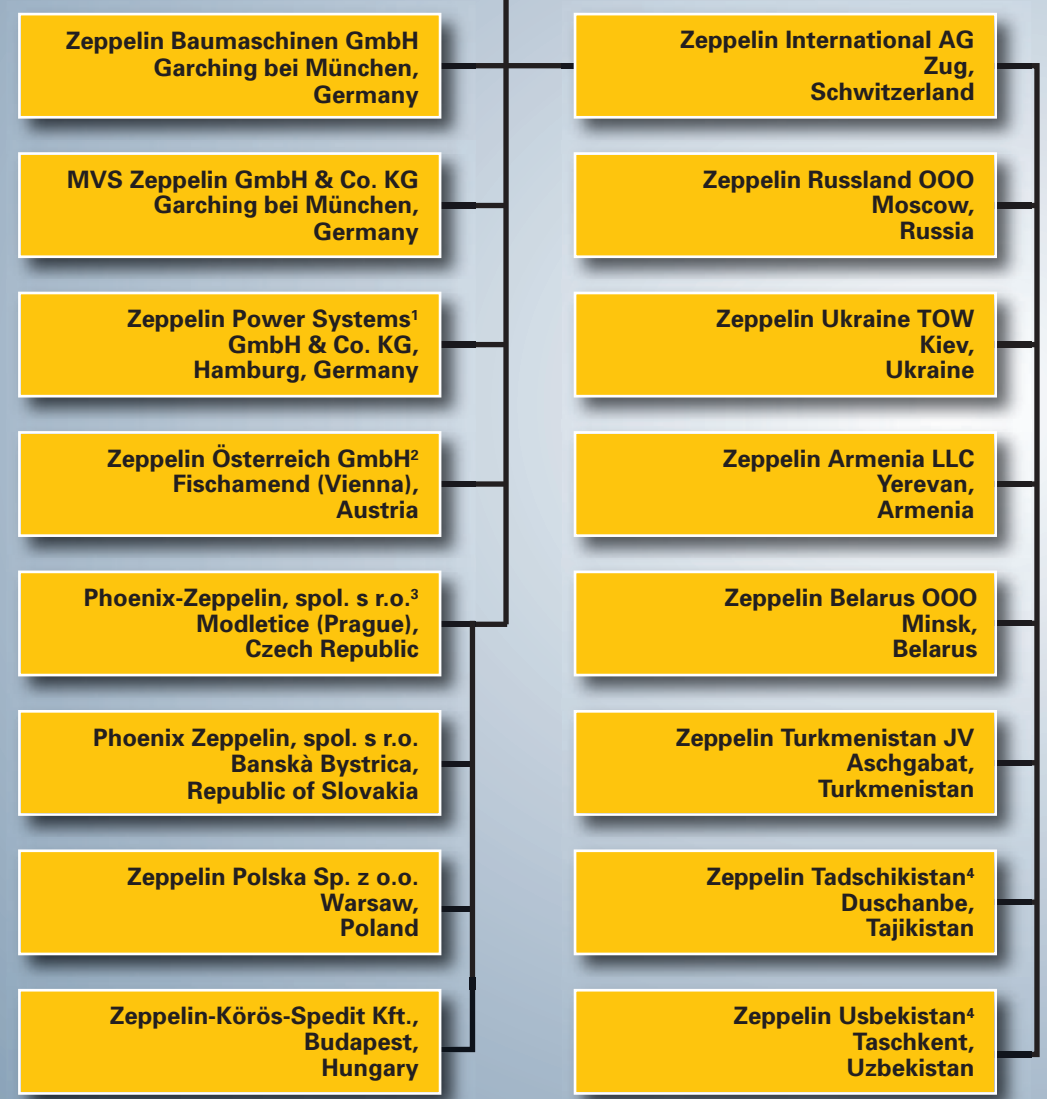 Zeppelin Baumaschinen GmbH
Garching bei München,
Germany
MVS Zeppelin GmbH & Co. KG
Garching bei München,
Germany
Zeppelin Power Systems¹
GmbH & Co. KG,
Hamburg, Germany
Zeppelin Österreich GmbH²
Fischamend (Vienna),
Austria
Phoenix-Zeppelin, spol. s r.o.³
Modletice (Prague),
Czech Republic
Phoenix Zeppelin, spol. s r.o.
Banskà Bystrica,
Republic of Slovakia
Zeppelin Polska Sp. z o.o.
Warsaw,
Poland
Zeppelin-Körös-Spedit Kft.,
Budapest,
Hungary
Zeppelin International AG
Zug,
Schwitzerland
Zeppelin Russland OOO
Moscow,
Russia
Zeppelin Ukraine TOW
Kiev,
Ukraine
Zeppelin Armenia LLC
Yerevan,
Armenia
Zeppelin Belarus OOO
Minsk,
Belarus
Zeppelin Turkmenistan JV
Aschgabat,
Turkmenistan
Zeppelin Tadschikistan⁴
Duschanbe,
Tajikistan
Zeppelin Usbekistan⁴
Taschkent,
Uzbekistan